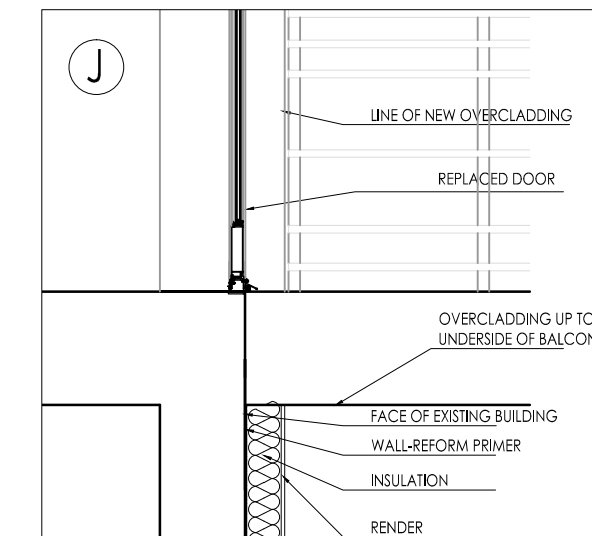 J
LINE OF NEW OVERCLADDING
REPLACED DOOR
OVERCLADDING UP TO
UNDERSIDE OF BALCON
FACE OF EXISTING BUILDING
WALL-REFORM PRIMER
INSULATION
RENDER